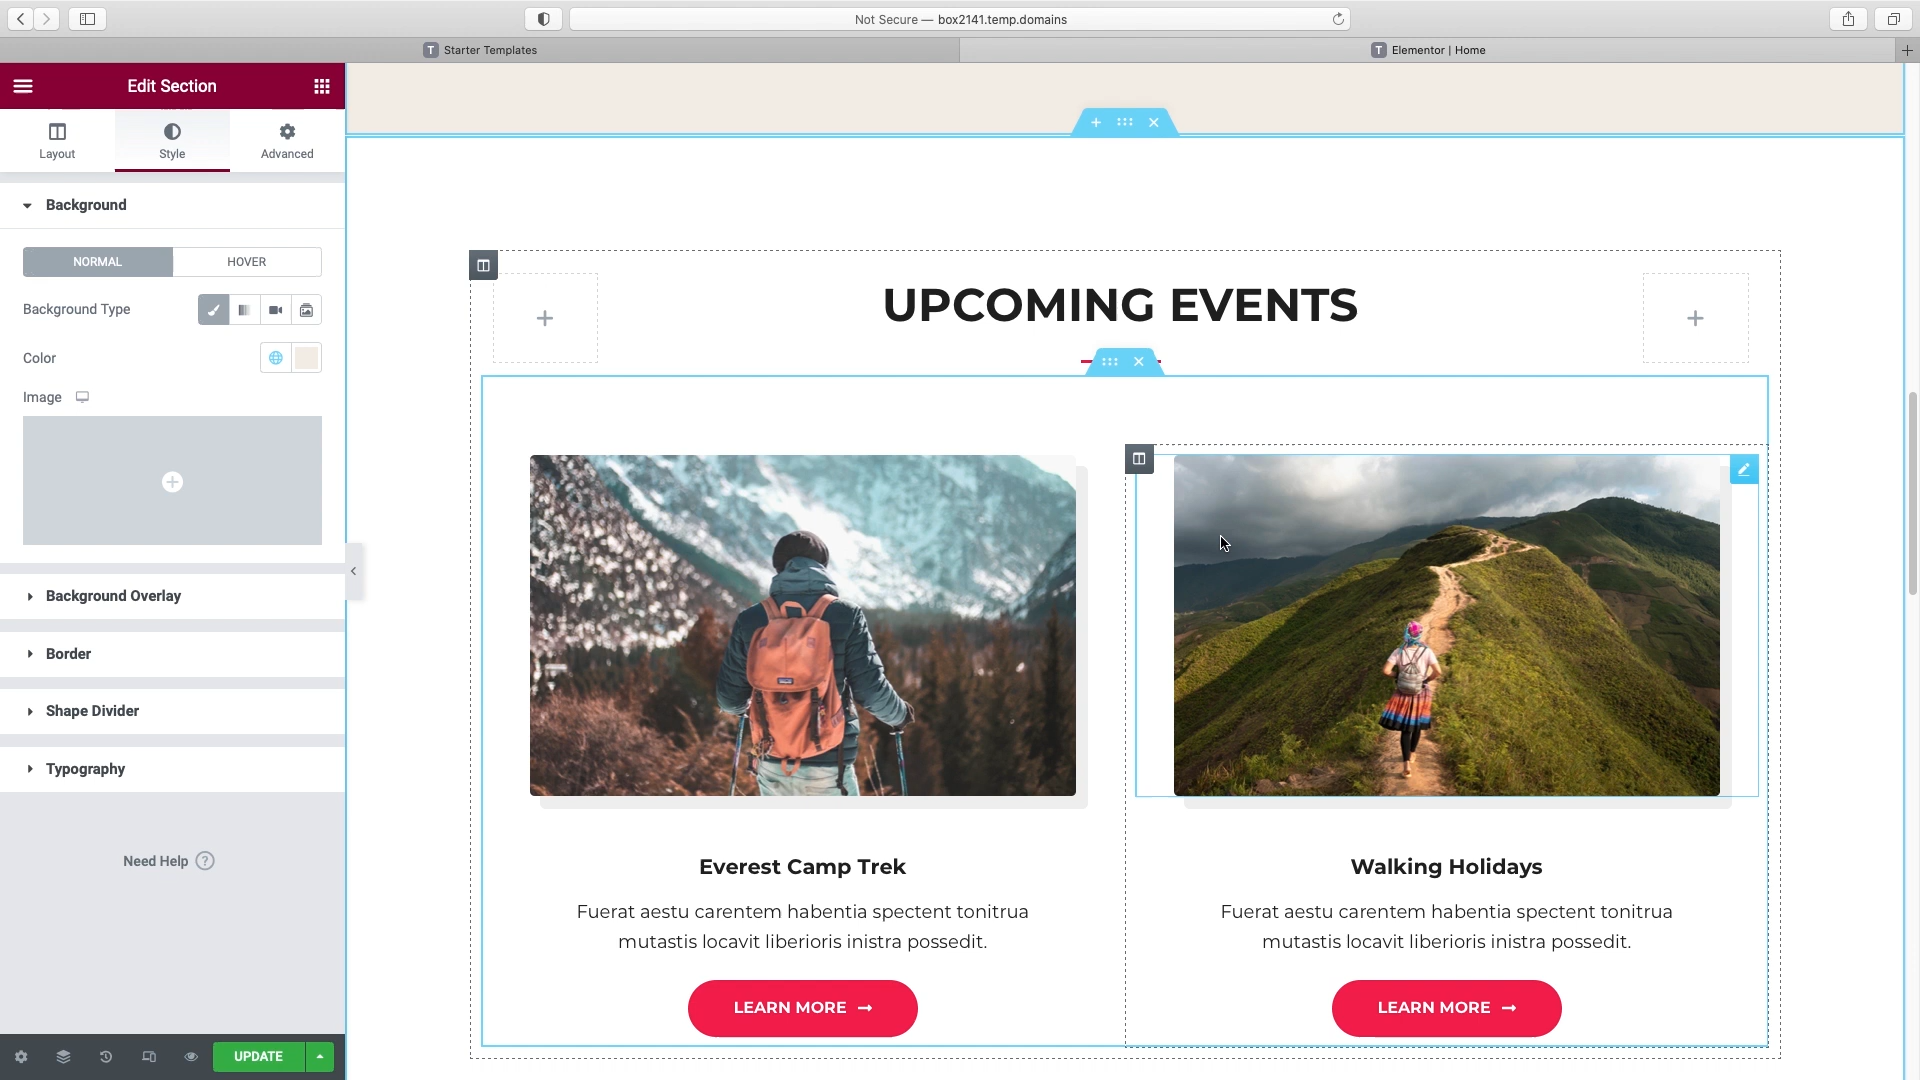 Not Secure — box2141.temp.domains
T Starter Templates
T Elementor | Home
Edit Section
Layout
Style
Advanced
Background
NORMAL
HOVER
Background Type
Color
Image
Background Overlay
Border
Shape Divider
Typography
Need Help ?
UPDATE
UPCOMING EVENTS
Everest Camp Trek
Fuerat aestu carentem habentia spectent tonitrua
mutastis locavit liberioris inistra possedit.
LEARN MORE →
Walking Holidays
Fuerat aestu carentem habentia spectent tonitrua
mutastis locavit liberioris inistra possedit.
LEARN MORE →